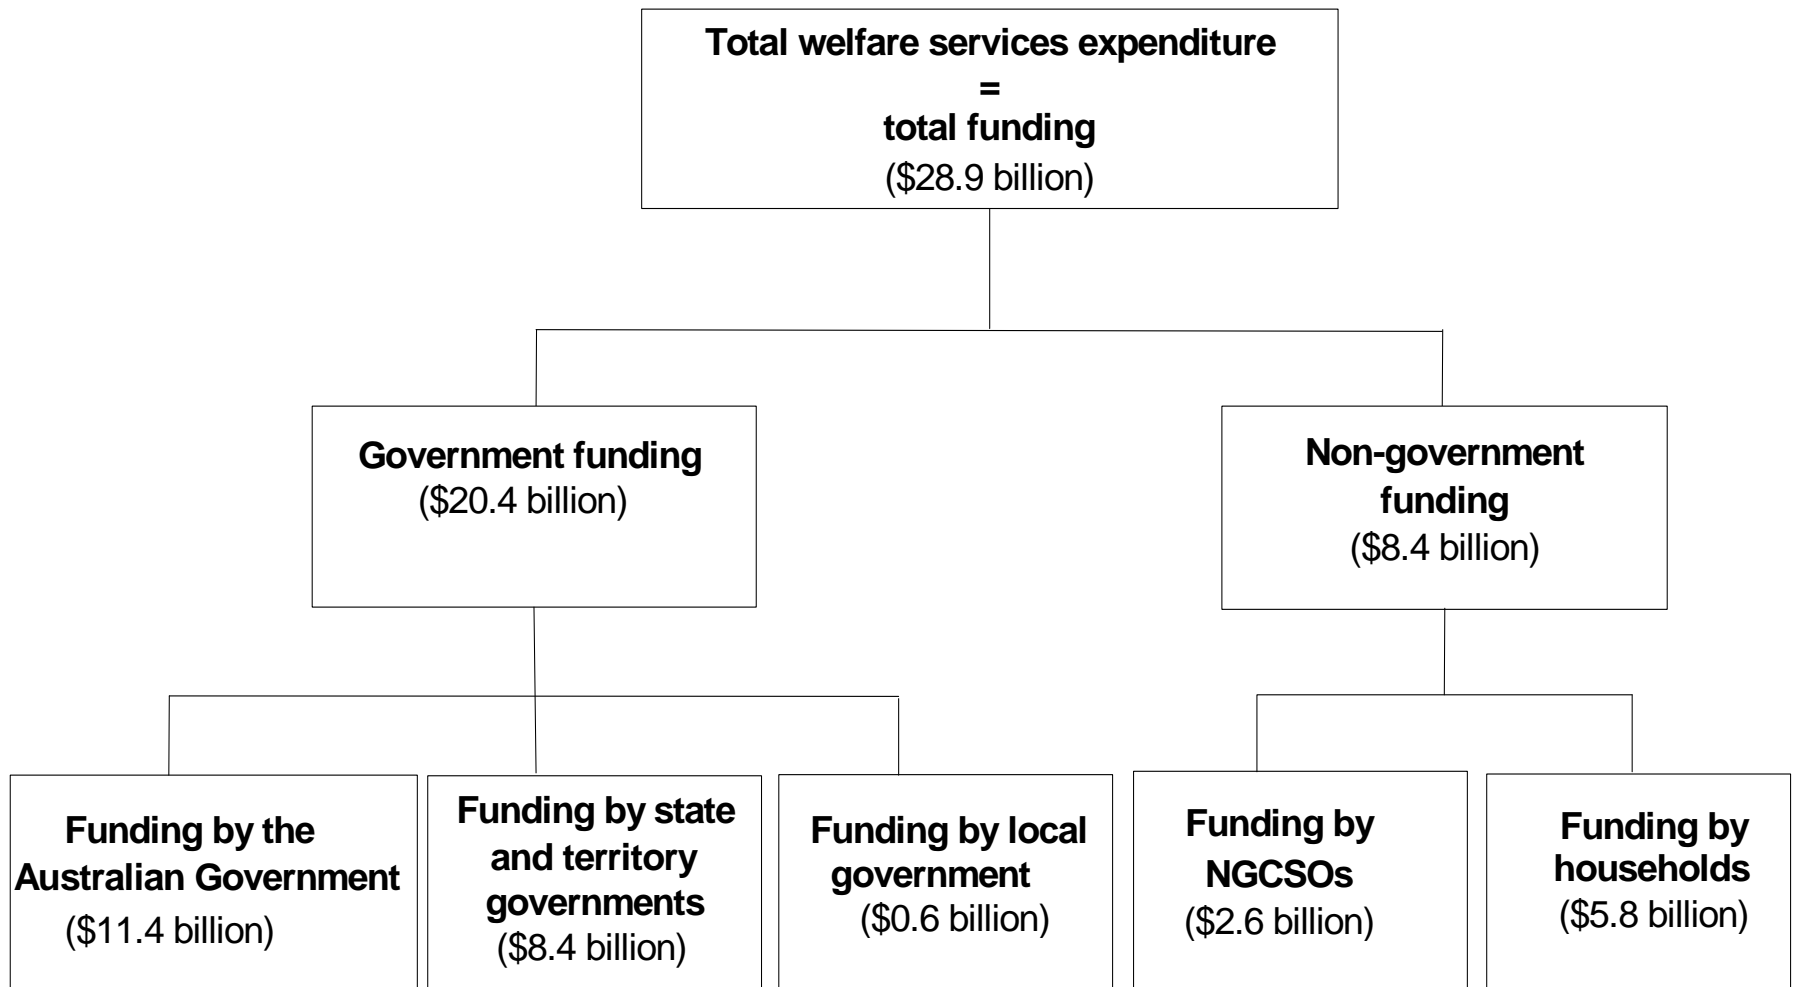 Total welfare services expenditure
=
total funding
($28.9 billion)
Government funding
($20.4 billion)
Non-government
funding
($8.4 billion)
Funding by the
Australian Government
($11.4 billion)
Funding by state
and territory
governments
($8.4 billion)
Funding by local
government
($0.6 billion)
Funding by
NGCSOs
($2.6 billion)
Funding by
households
($5.8 billion)